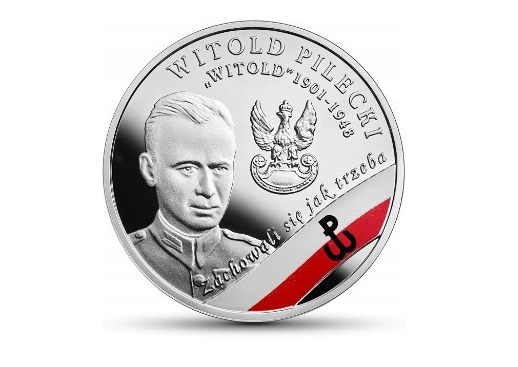 WITOLD PILECKI
„WITOLD” 1901-1948
Zachowali się jak trzeba